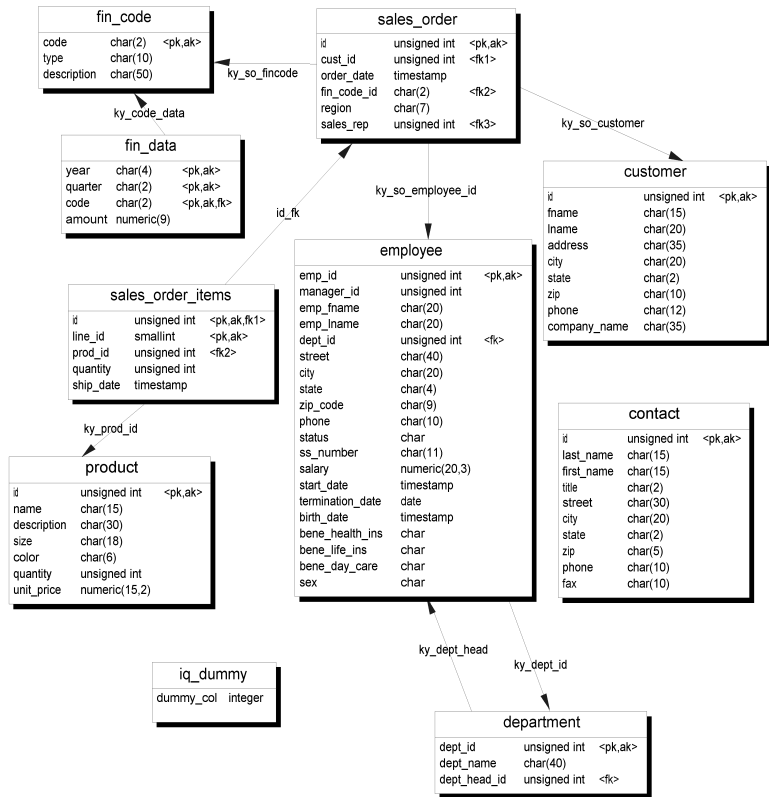 fin_code
code char(2) <pk,ak>
type char(10)
description char(50)
sales_order
id unsigned int <pk,ak>
cust_id unsigned int <fk1>
order_date timestamp
fin_code_id char(2) <fk2>
region char(7)
sales_rep unsigned int <fk3>
ky_so_fincode
ky_code_data
ky_so_customer
fin_data
year char(4) <pk,ak>
quarter char(2) <pk,ak>
code char(2) <pk,ak,fk>
amount numeric(9)
customer
id unsigned int <pk,ak>
fname char(15)
lname char(20)
address char(35)
city char(20)
state char(2)
zip char(10)
phone char(12)
company_name char(35)
ky_so_employee_id
id_fk
employee
emp_id unsigned int <pk,ak>
manager_id unsigned int
emp_fname char(20)
emp_lname char(20)
dept_id unsigned int <fk>
street char(40)
city char(20)
state char(4)
zip_code char(9)
phone char(10)
status char
ss_number char(11)
salary numeric(20,3)
start_date timestamp
termination_date date
birth_date timestamp
bene_health_ins char
bene_life_ins char
bene_day_care char
sex char
sales_order_items
id unsigned int <pk,ak,fk1>
line_id smallint <pk,ak>
prod_id unsigned int <fk2>
quantity unsigned int
ship_date timestamp
ky_prod_id
contact
id unsigned int <pk,ak>
last_name char(15)
first_name char(15)
title char(2)
street char(30)
city char(20)
state char(2)
zip char(5)
phone char(10)
fax char(10)
product
id unsigned int <pk,ak>
name char(15)
description char(30)
size char(18)
color char(6)
quantity unsigned int
unit_price numeric(15,2)
ky_dept_head
ky_dept_id
iq_dummy
dummy_col integer
department
dept_id unsigned int <pk,ak>
dept_name char(40)
dept_head_id unsigned int <fk>